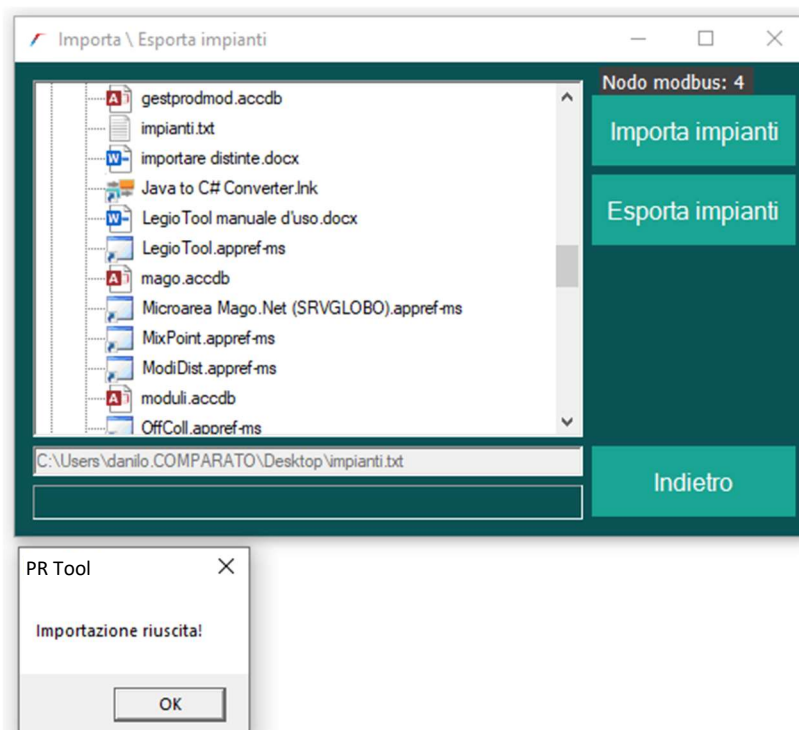 Importa \ Esporta impianti
Nodo modbus: 4
gestprodmod.accdb
impianti.txt
importare distinte.docx
Java to C# Converter.lnk
LegioTool manuale d'uso.docx
LegioTool.appref-ms
mago.accdb
Microarea Mago.Net (SRVGLOBO).appref-ms
MixPoint.appref-ms
ModiDist.appref-ms
moduli.accdb
OffColl.appref-ms
Importa impianti
Esporta impianti
C:\Users\danilo.COMPARATO\Desktop\impianti.txt
Indietro
PR Tool
Importazione riuscita!
OK